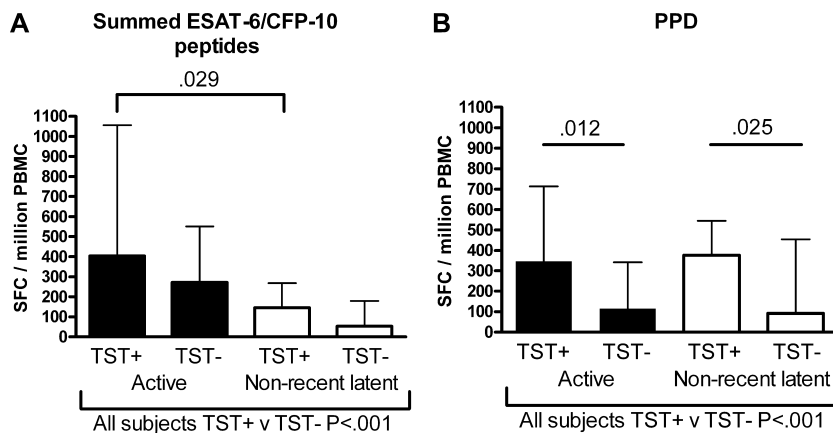 A
Summed ESAT-6/CFP-10
peptides
.029
SFC / million PBMC
1100
1000
900
800
700
600
500
400
300
200
100
0
TST+ TST- TST+ TST-
Active Non-recent latent
All subjects TST+ v TST- P<.001
B
PPD
.012 .025
SFC / million PBMC
1100
1000
900
800
700
600
500
400
300
200
100
0
TST+ TST- TST+ TST-
Active Non-recent latent
All subjects TST+ v TST- P<.001